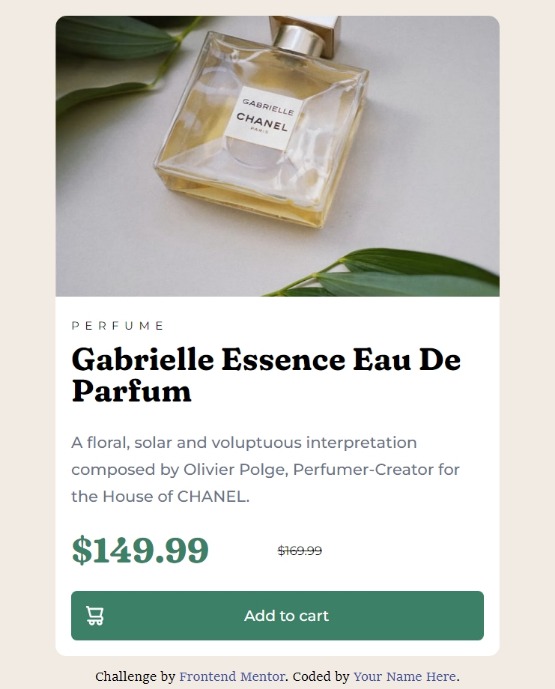 GABRIELLE
CHANEL
PARIS
PERFUME
Gabrielle Essence Eau De
Parfum
A floral, solar and voluptuous interpretation
composed by Olivier Polge, Perfumer-Creator for
the House of CHANEL.
$149.99 $169.99
Add to cart
Challenge by Frontend Mentor. Coded by Your Name Here.